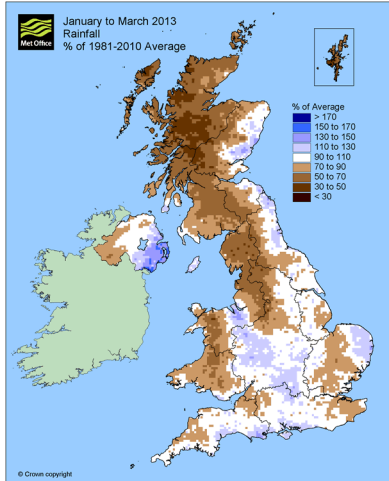 Met Office
January to March 2013
Rainfall
% of 1981-2010 Average
% of Average
> 170
150 to 170
130 to 150
110 to 130
90 to 110
70 to 90
50 to 70
30 to 50
< 30
© Crown copyright